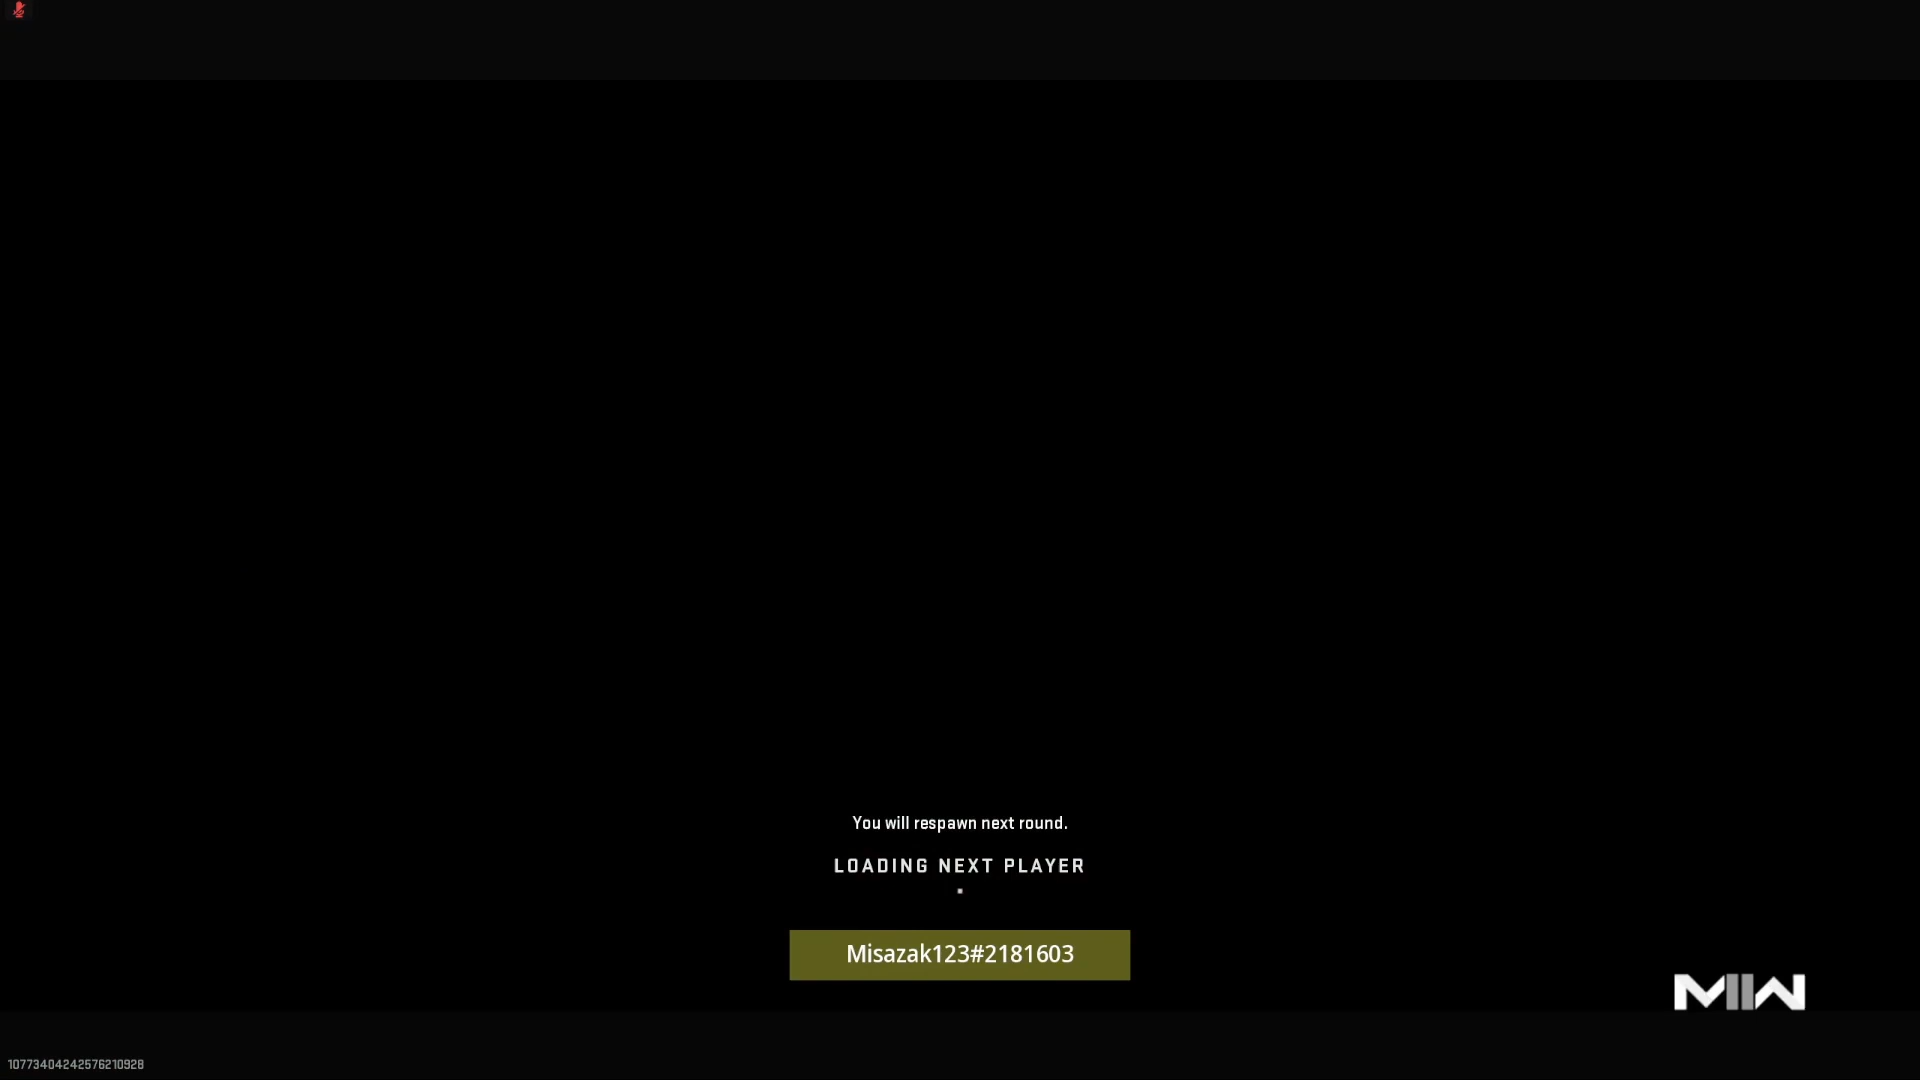 You will respawn next round.
LOADING NEXT PLAYER
Misazak123#2181603
MIIW
10773404242576210928